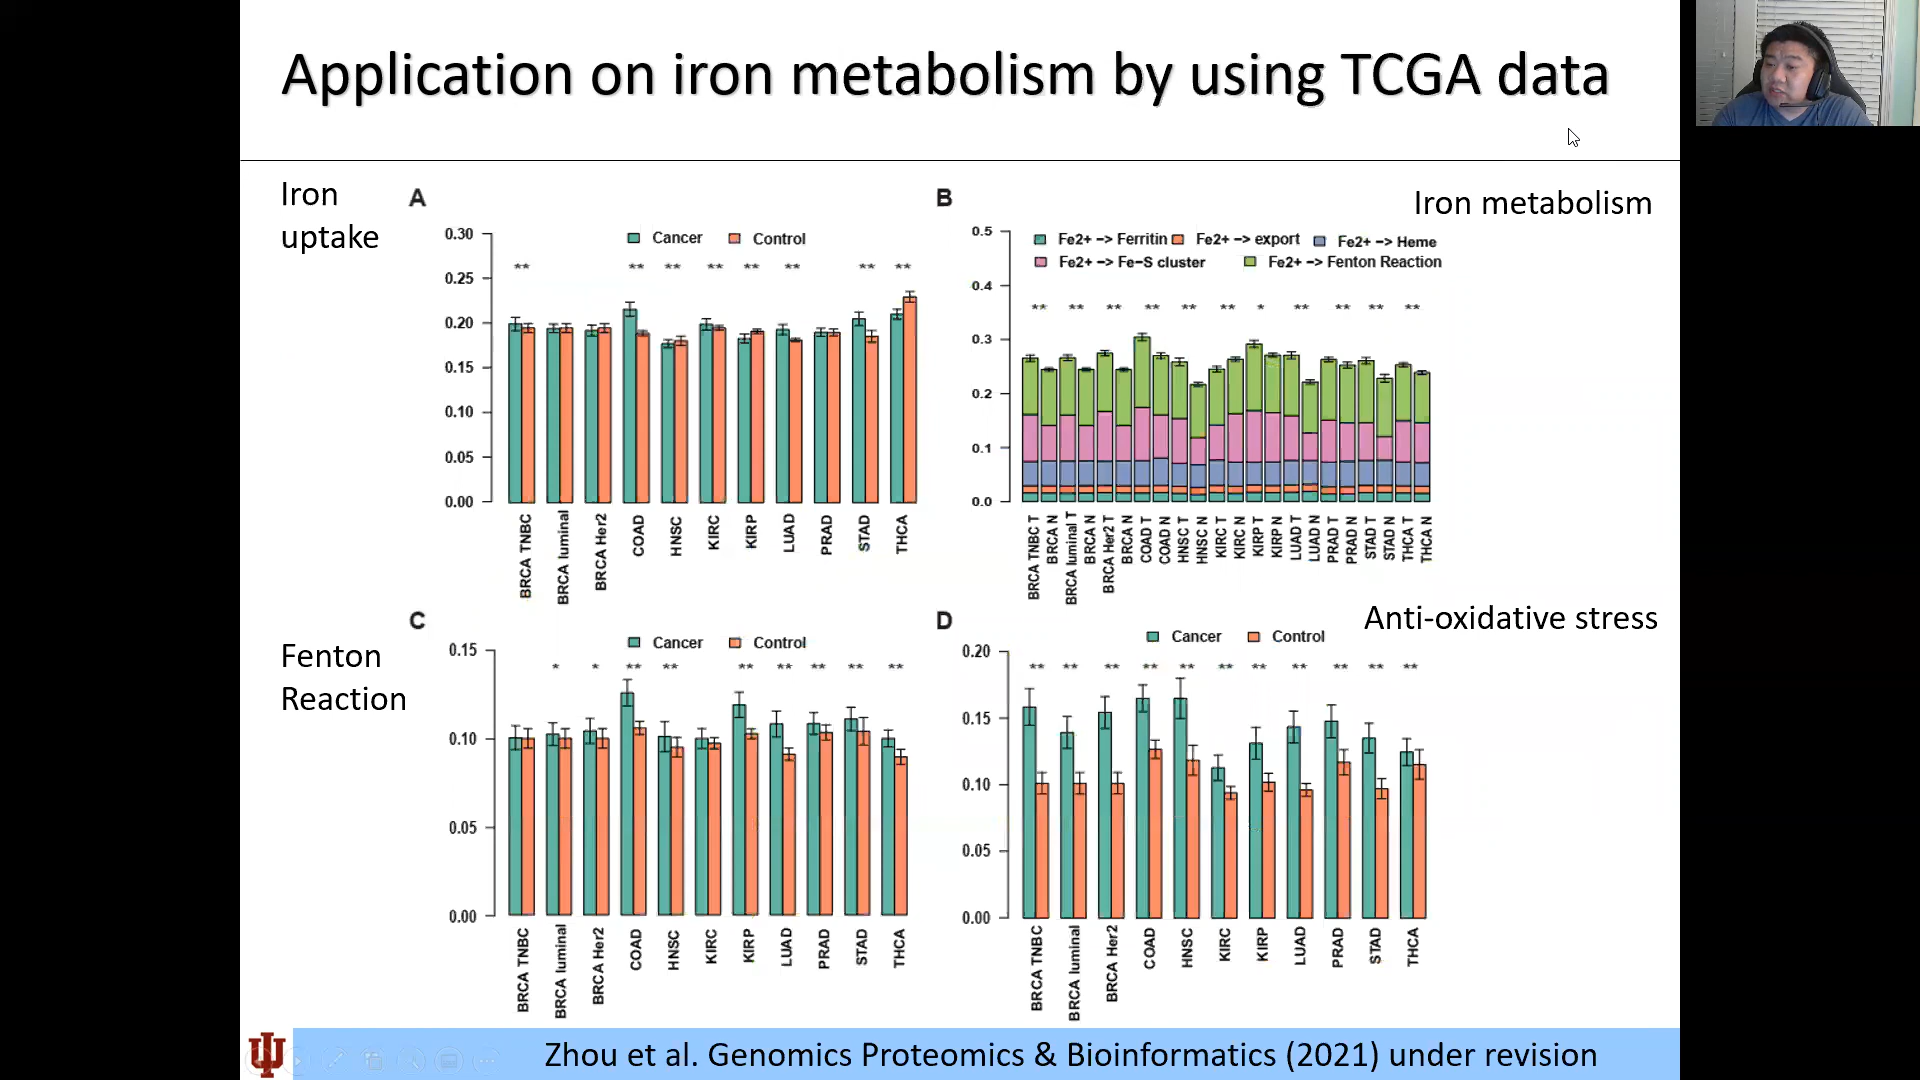 Application on iron metabolism by using TCGA data
Iron
uptake
A
Cancer
Control
0.30
0.25
0.20
0.15
0.10
0.05
0.00
**
**
**
**
**
**
**
**
BRCA TNBC
BRCA luminal
BRCA Her2
COAD
HNSC
KIRC
KIRP
LUAD
PRAD
STAD
THCA
B
Iron metabolism
Fe2+ −> Ferritin
Fe2+ −> export
Fe2+ −> Heme
Fe2+ −> Fe−S cluster
Fe2+ −> Fenton Reaction
0.5
0.4
0.3
0.2
0.1
0.0
**
**
**
**
**
**
*
**
**
**
**
BRCA TNBC T
BRCA N
BRCA luminal T
BRCA N
BRCA Her2 T
BRCA N
COAD T
COAD N
HNSC T
HNSC N
KIRC T
KIRC N
KIRP T
KIRP N
LUAD T
LUAD N
PRAD T
PRAD N
STAD T
STAD N
THCA T
THCA N
Fenton
Reaction
C
Cancer
Control
0.15
0.10
0.05
0.00
*
*
**
**
**
**
**
**
**
BRCA TNBC
BRCA luminal
BRCA Her2
COAD
HNSC
KIRC
KIRP
LUAD
PRAD
STAD
THCA
D
Anti-oxidative stress
Cancer
Control
0.20
0.15
0.10
0.05
0.00
**
**
**
**
**
**
**
**
**
**
**
BRCA TNBC
BRCA luminal
BRCA Her2
COAD
HNSC
KIRC
KIRP
LUAD
PRAD
STAD
THCA
Zhou et al. Genomics Proteomics & Bioinformatics (2021) under revision